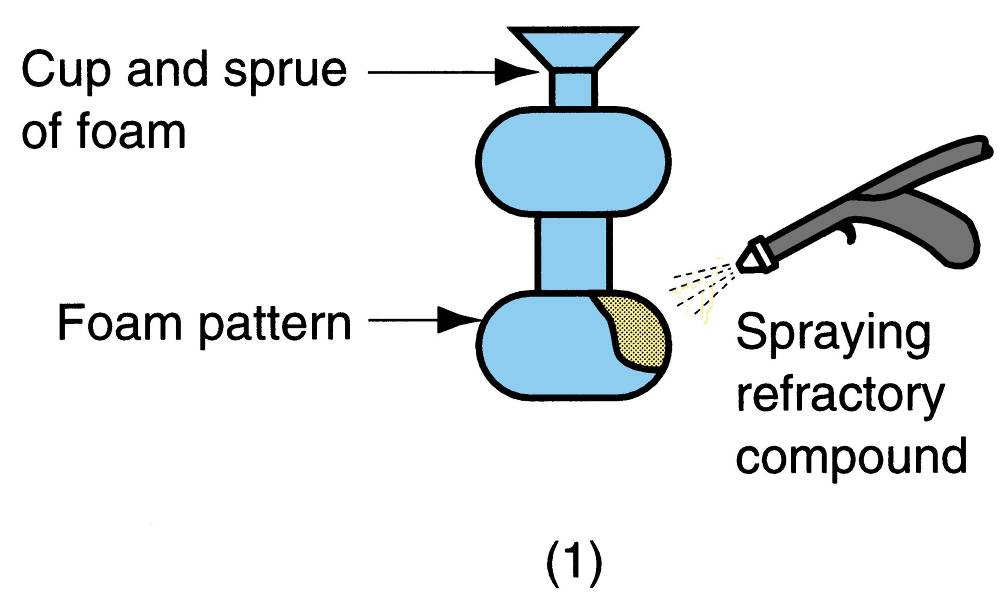 Cup and sprue
of foam
Foam pattern
Spraying
refractory
compound
(1)